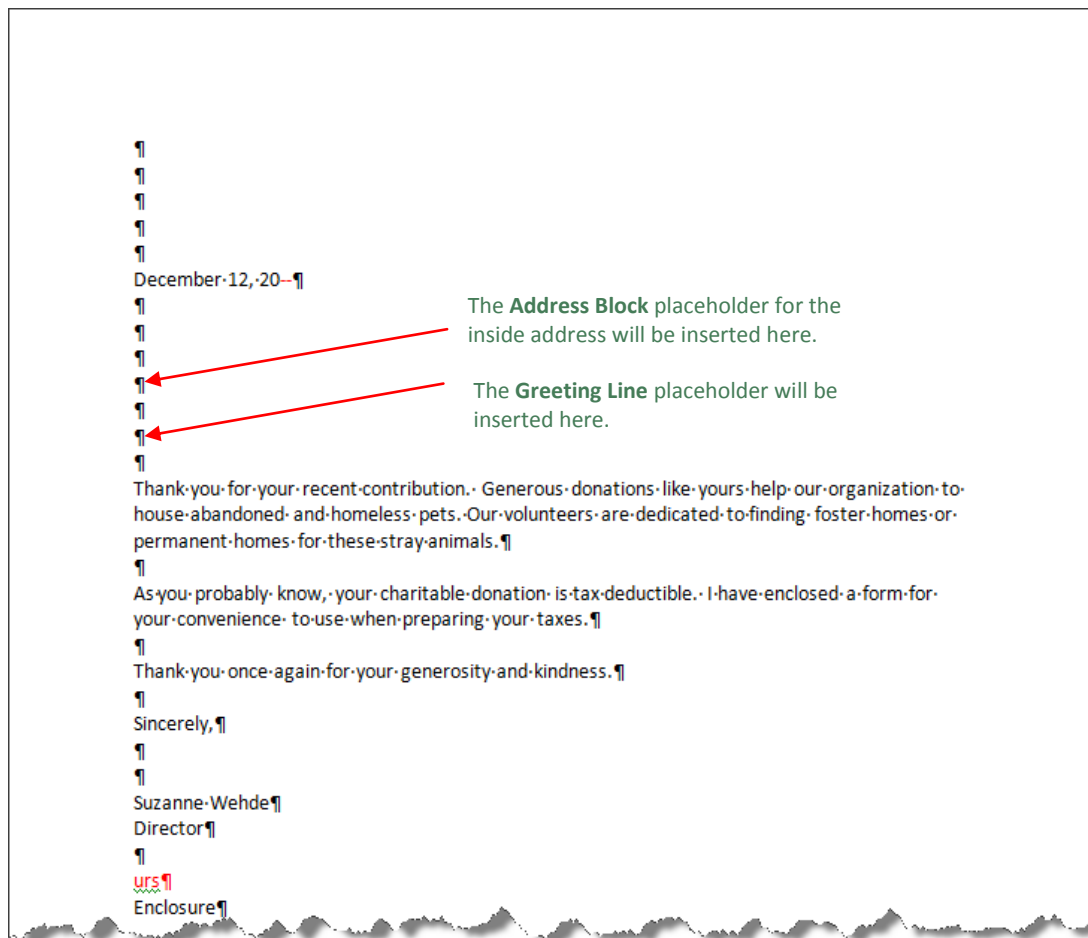 ¶
¶
¶
¶
¶
December·12,·20--¶
¶
¶
¶
¶
¶
¶
¶
The Address Block placeholder for the
inside address will be inserted here.
The Greeting Line placeholder will be
inserted here.
Thank·you·for·your·recent·contribution.··Generous·donations·like·yours·help·our·organization·to·
house·abandoned·and·homeless·pets.·Our·volunteers·are·dedicated·to·finding·foster·homes·or·
permanent·homes·for·these·stray·animals.¶
¶
As·you·probably·know,·your·charitable·donation·is·tax·deductible.··I·have·enclosed·a·form·for·
your·convenience·to·use·when·preparing·your·taxes.¶
¶
Thank·you·once·again·for·your·generosity·and·kindness.¶
¶
Sincerely,¶
¶
¶
Suzanne·Wehde¶
Director¶
¶
urs¶
Enclosure¶